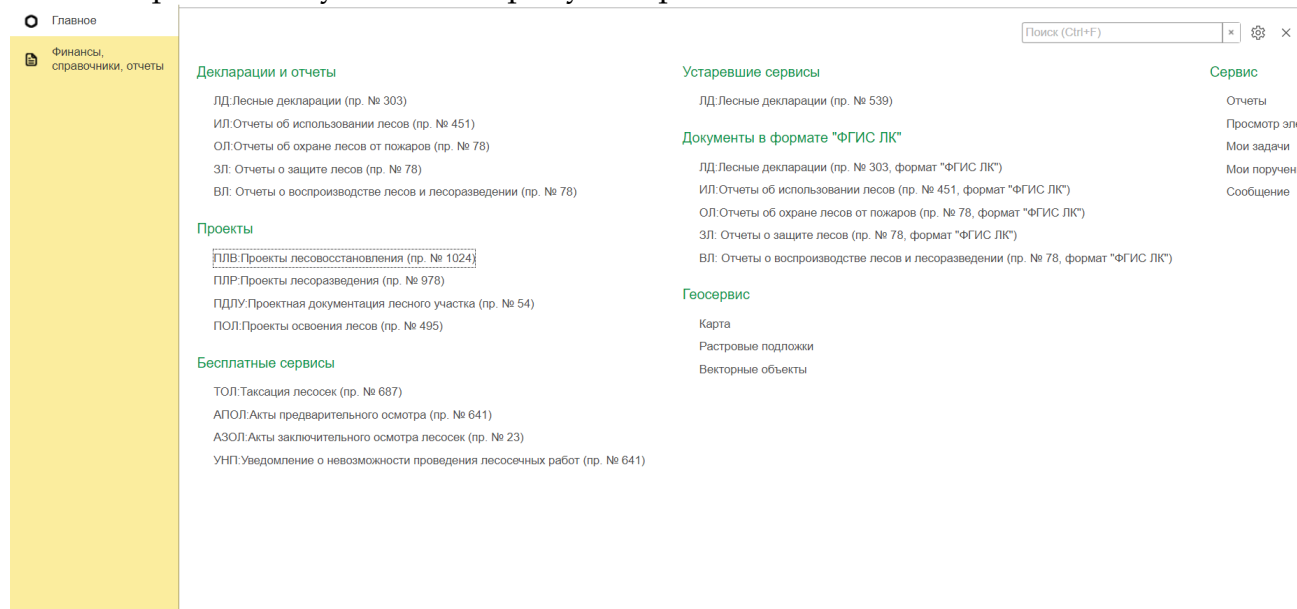 Главное
Финансы,
справочники, отчеты
Поиск (Ctrl+F)
Декларации и отчеты
ЛД:Лесные декларации (пр. № 303)
ИЛ:Отчеты об использовании лесов (пр. № 451)
ОЛ:Отчеты об охране лесов от пожаров (пр. № 78)
ЗЛ: Отчеты о защите лесов (пр. № 78)
ВЛ: Отчеты о воспроизводстве лесов и лесоразведении (пр. № 78)
Проекты
ПЛВ:Проекты лесовосстановления (пр. № 1024)
ПЛР:Проекты лесоразведения (пр. № 978)
ПДЛУ:Проектная документация лесного участка (пр. № 54)
ПОЛ:Проекты освоения лесов (пр. № 495)
Бесплатные сервисы
ТОЛ:Таксация лесосек (пр. № 687)
АПОЛ:Акты предварительного осмотра (пр. № 641)
АЗОЛ:Акты заключительного осмотра лесосек (пр. № 23)
УНП:Уведомление о невозможности проведения лесосечных работ (пр. № 641)
Устаревшие сервисы
ЛД:Лесные декларации (пр. № 539)
Документы в формате "ФГИС ЛК"
ЛД:Лесные декларации (пр. № 303, формат "ФГИС ЛК")
ИЛ:Отчеты об использовании лесов (пр. № 451, формат "ФГИС ЛК")
ОЛ:Отчеты об охране лесов от пожаров (пр. № 78, формат "ФГИС ЛК")
ЗЛ: Отчеты о защите лесов (пр. № 78, формат "ФГИС ЛК")
ВЛ: Отчеты о воспроизводстве лесов и лесоразведении (пр. № 78, формат "ФГИС ЛК")
Геосервис
Карта
Растровые подложки
Векторные объекты
Сервис
Отчеты
Просмотр эле
Мои задачи
Мои поручен
Сообщение